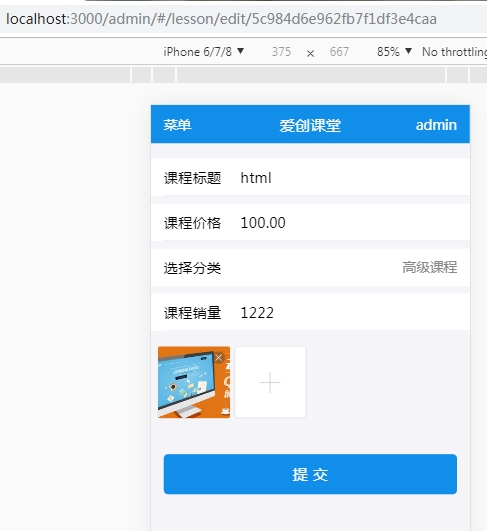 localhost:3000/admin/#/lesson/edit/5c984d6e962fb7f1df3e4caa
iPhone 6/7/8 ▼ 375 × 667 85% ▼ No throttling
菜单 爱创课堂 admin
课程标题 html
课程价格 100.00
选择分类 高级课程
课程销量 1222
提 交